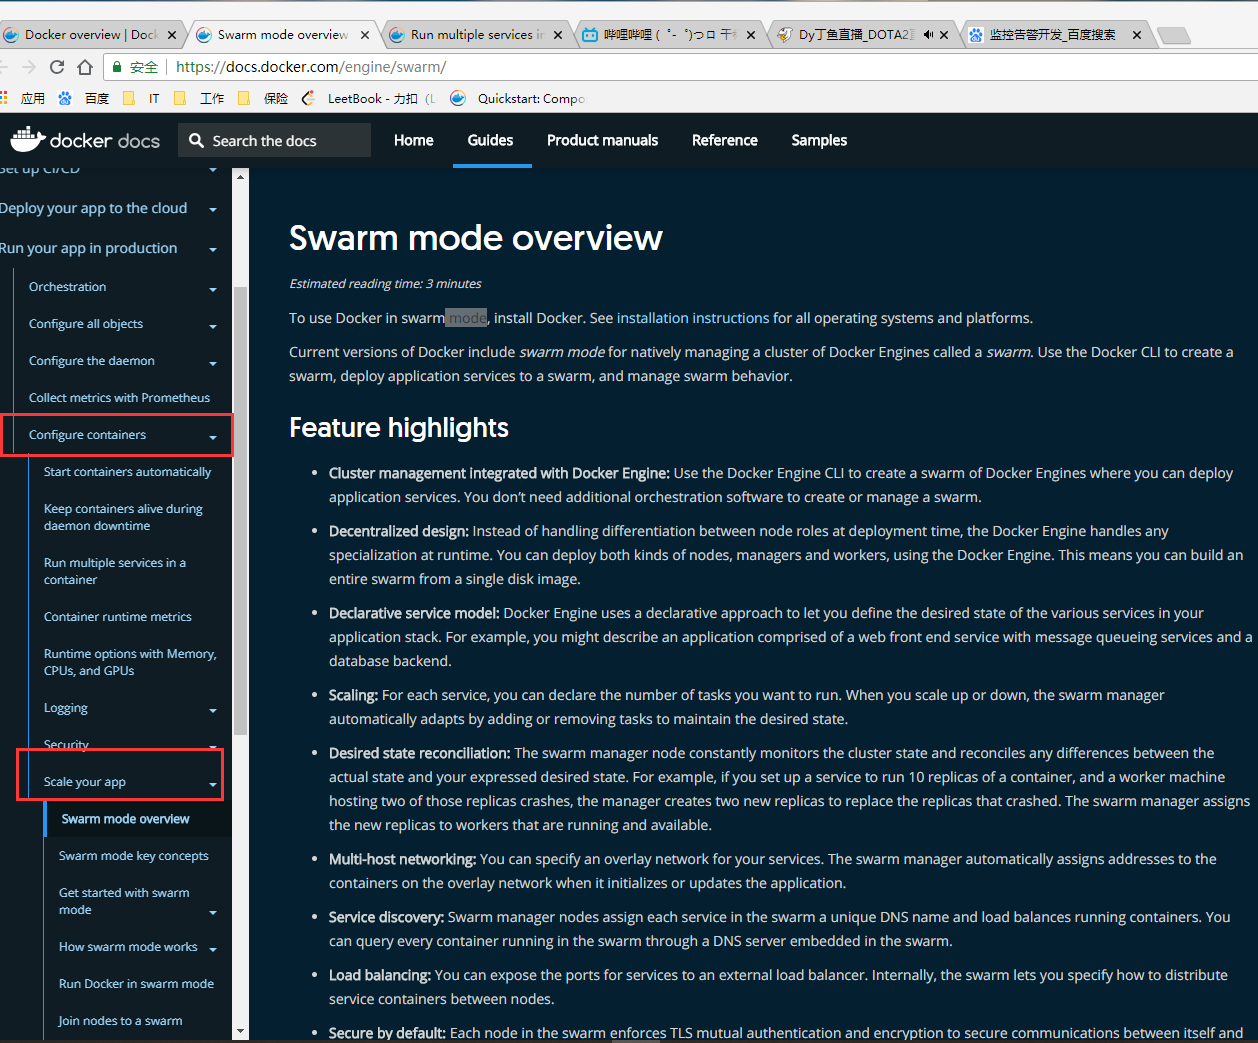 Docker overview | Dock
Swarm mode overview
Run multiple services in
哔哩哔哩 ( ゜- ゜)つロ 干杯
Dy丁鱼直播_DOTA2直
监控告警开发_百度搜索
安全
https://docs.docker.com/engine/swarm/
应用
百度
IT
工作
保险
LeetBook - 力扣 (L
Quickstart: Compo
docker docs
Search the docs
Home
Guides
Product manuals
Reference
Samples
Set up CI/CD
Deploy your app to the cloud
Run your app in production
Orchestration
Configure all objects
Configure the daemon
Collect metrics with Prometheus
Configure containers
Start containers automatically
Keep containers alive during
daemon downtime
Run multiple services in a
container
Container runtime metrics
Runtime options with Memory,
CPUs, and GPUs
Logging
Security
Scale your app
Swarm mode overview
Swarm mode key concepts
Get started with swarm
mode
How swarm mode works
Run Docker in swarm mode
Join nodes to a swarm
Swarm mode overview
Estimated reading time: 3 minutes
To use Docker in swarm mode, install Docker. See installation instructions for all operating systems and platforms.
Current versions of Docker include swarm mode for natively managing a cluster of Docker Engines called a swarm. Use the Docker CLI to create a
swarm, deploy application services to a swarm, and manage swarm behavior.
Feature highlights
• Cluster management integrated with Docker Engine: Use the Docker Engine CLI to create a swarm of Docker Engines where you can deploy
application services. You don’t need additional orchestration software to create or manage a swarm.
• Decentralized design: Instead of handling differentiation between node roles at deployment time, the Docker Engine handles any
specialization at runtime. You can deploy both kinds of nodes, managers and workers, using the Docker Engine. This means you can build an
entire swarm from a single disk image.
• Declarative service model: Docker Engine uses a declarative approach to let you define the desired state of the various services in your
application stack. For example, you might describe an application comprised of a web front end service with message queueing services and a
database backend.
• Scaling: For each service, you can declare the number of tasks you want to run. When you scale up or down, the swarm manager
automatically adapts by adding or removing tasks to maintain the desired state.
• Desired state reconciliation: The swarm manager node constantly monitors the cluster state and reconciles any differences between the
actual state and your expressed desired state. For example, if you set up a service to run 10 replicas of a container, and a worker machine
hosting two of those replicas crashes, the manager creates two new replicas to replace the replicas that crashed. The swarm manager assigns
the new replicas to workers that are running and available.
• Multi-host networking: You can specify an overlay network for your services. The swarm manager automatically assigns addresses to the
containers on the overlay network when it initializes or updates the application.
• Service discovery: Swarm manager nodes assign each service in the swarm a unique DNS name and load balances running containers. You
can query every container running in the swarm through a DNS server embedded in the swarm.
• Load balancing: You can expose the ports for services to an external load balancer. Internally, the swarm lets you specify how to distribute
service containers between nodes.
• Secure by default: Each node in the swarm enforces TLS mutual authentication and encryption to secure communications between itself and